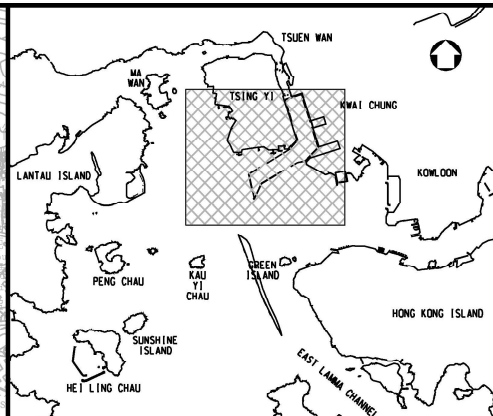 TSUEN WAN
MA
WAN
TSING YI
KWAI CHUNG
LANTAU ISLAND
KOWLOON
PENG CHAU
KAU
YI
CHAU
GREEN
ISLAND
HONG KONG ISLAND
SUNSHINE
ISLAND
EAST LAMMA CHANNEL
HEI LING CHAU